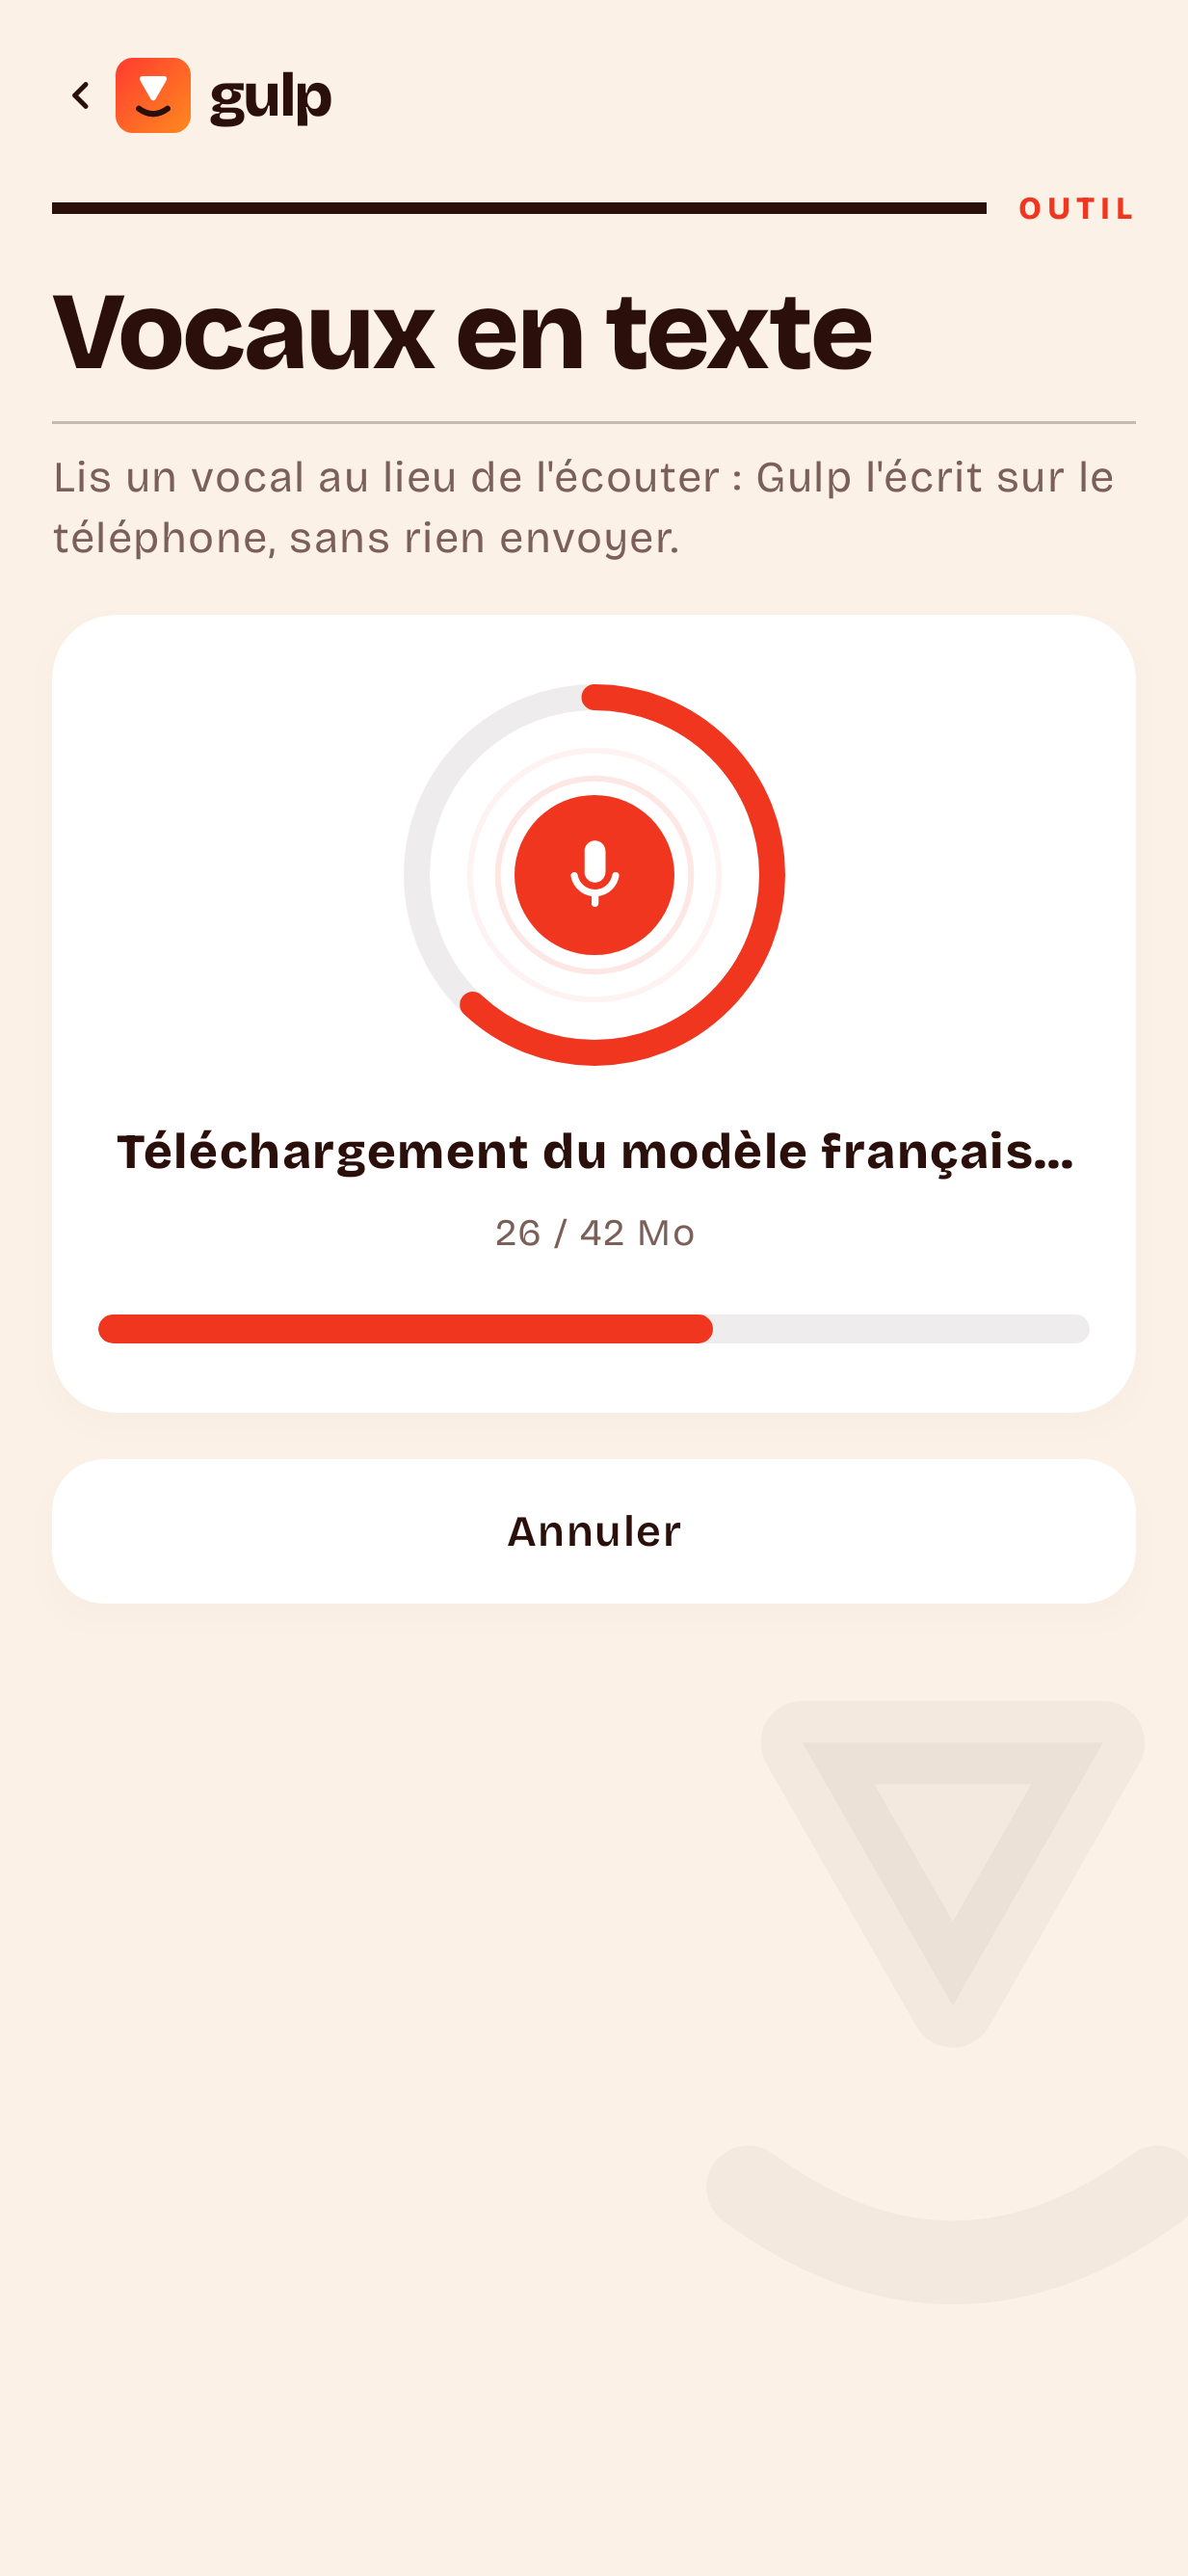 gulp
OUTIL
Vocaux en texte
Lis un vocal au lieu de l'écouter : Gulp l'écrit sur le
téléphone, sans rien envoyer.
Téléchargement du modèle français...
26 / 42 Mo
Annuler